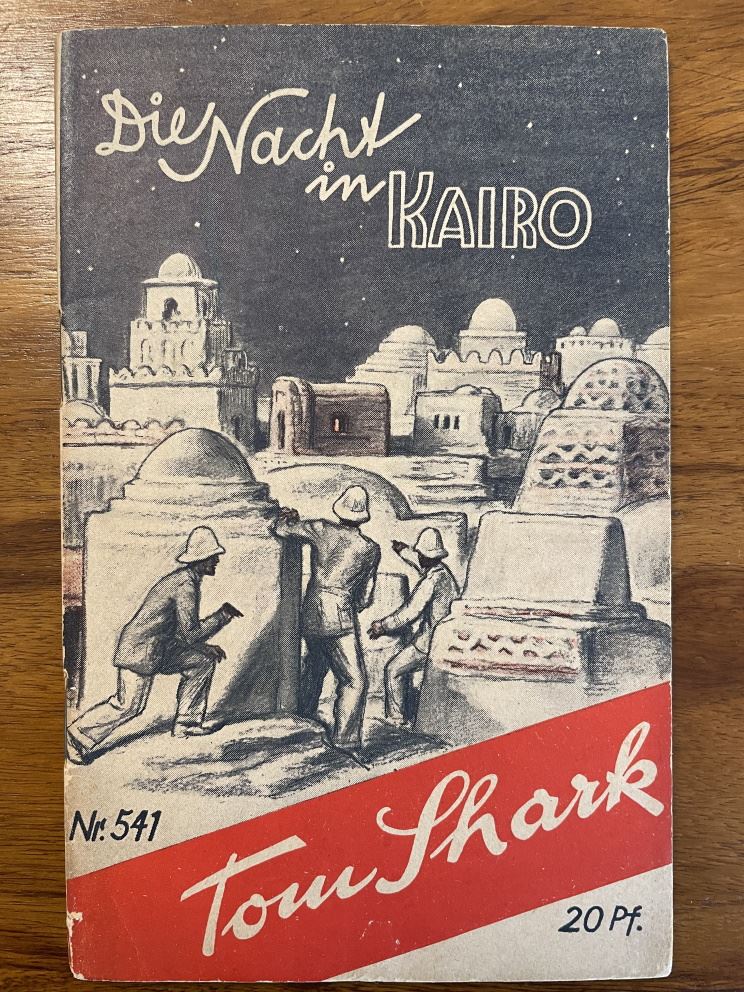 Die Nacht
in KAIRO
Nr. 541
Tom Shark
20 Pf.